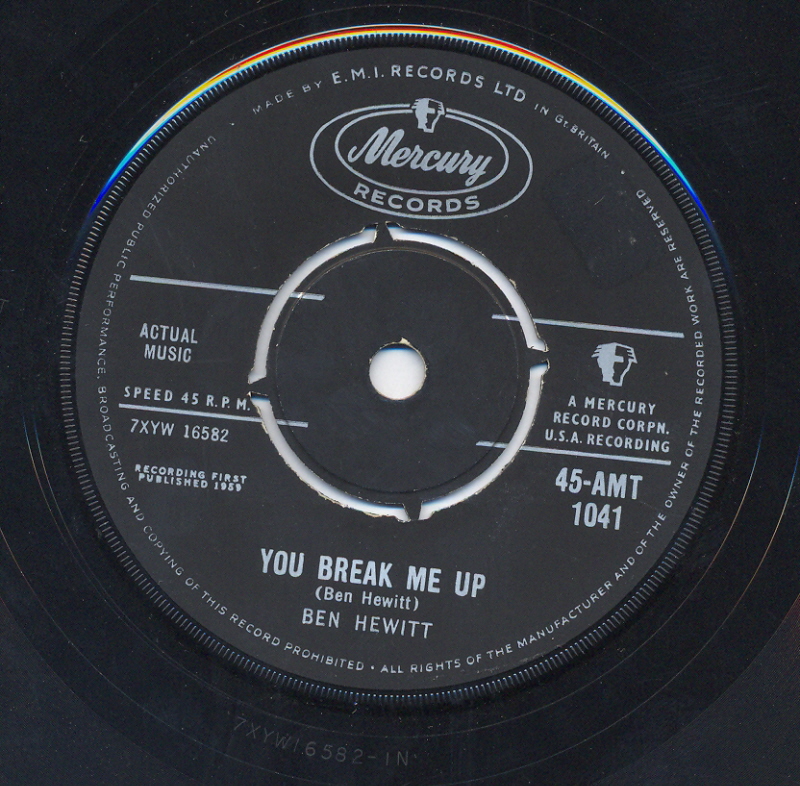 MADE BY E.M.I. RECORDS LTD IN GT. BRITAIN
Mercury
RECORDS
UNAUTHORIZED PUBLIC PERFORMANCE, BROADCASTING AND COPYING OF THIS RECORD PROHIBITED • ALL RIGHTS OF THE MANUFACTURER AND OF THE OWNER OF THE RECORDED WORK ARE RESERVED
ACTUAL
MUSIC
SPEED 45 R.P.M.
7XYW 16582
RECORDING FIRST
PUBLISHED 1959
A MERCURY
RECORD CORPN.
U.S.A. RECORDING
45-AMT
1041
YOU BREAK ME UP
(Ben Hewitt)
BEN HEWITT
7XYW16582-1N